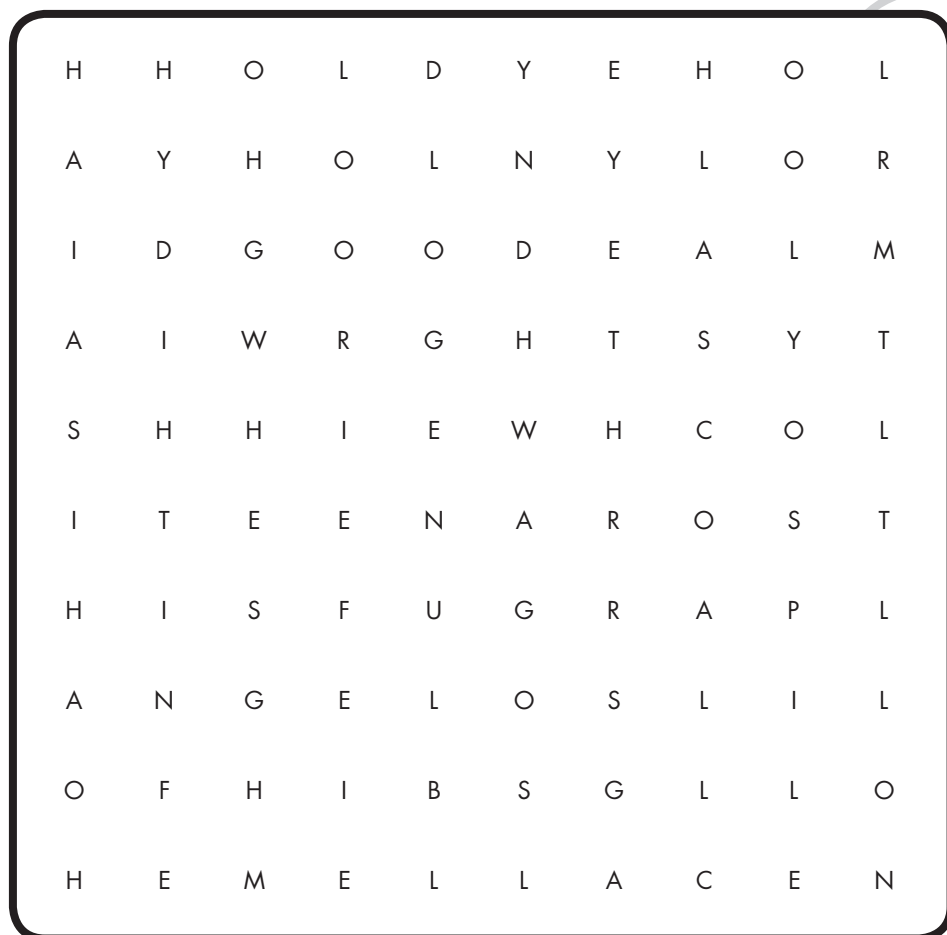 H H O L D Y E H O L
A Y H O L N Y L O R
I D G O O D E A L M
A I W R G H T S Y T
S H H I E W H C O L
I T E E N A R O S T
H I S F U G R A P L
A N G E L O S L I L
O F H I B S G L L O
H E M E L L A C E N